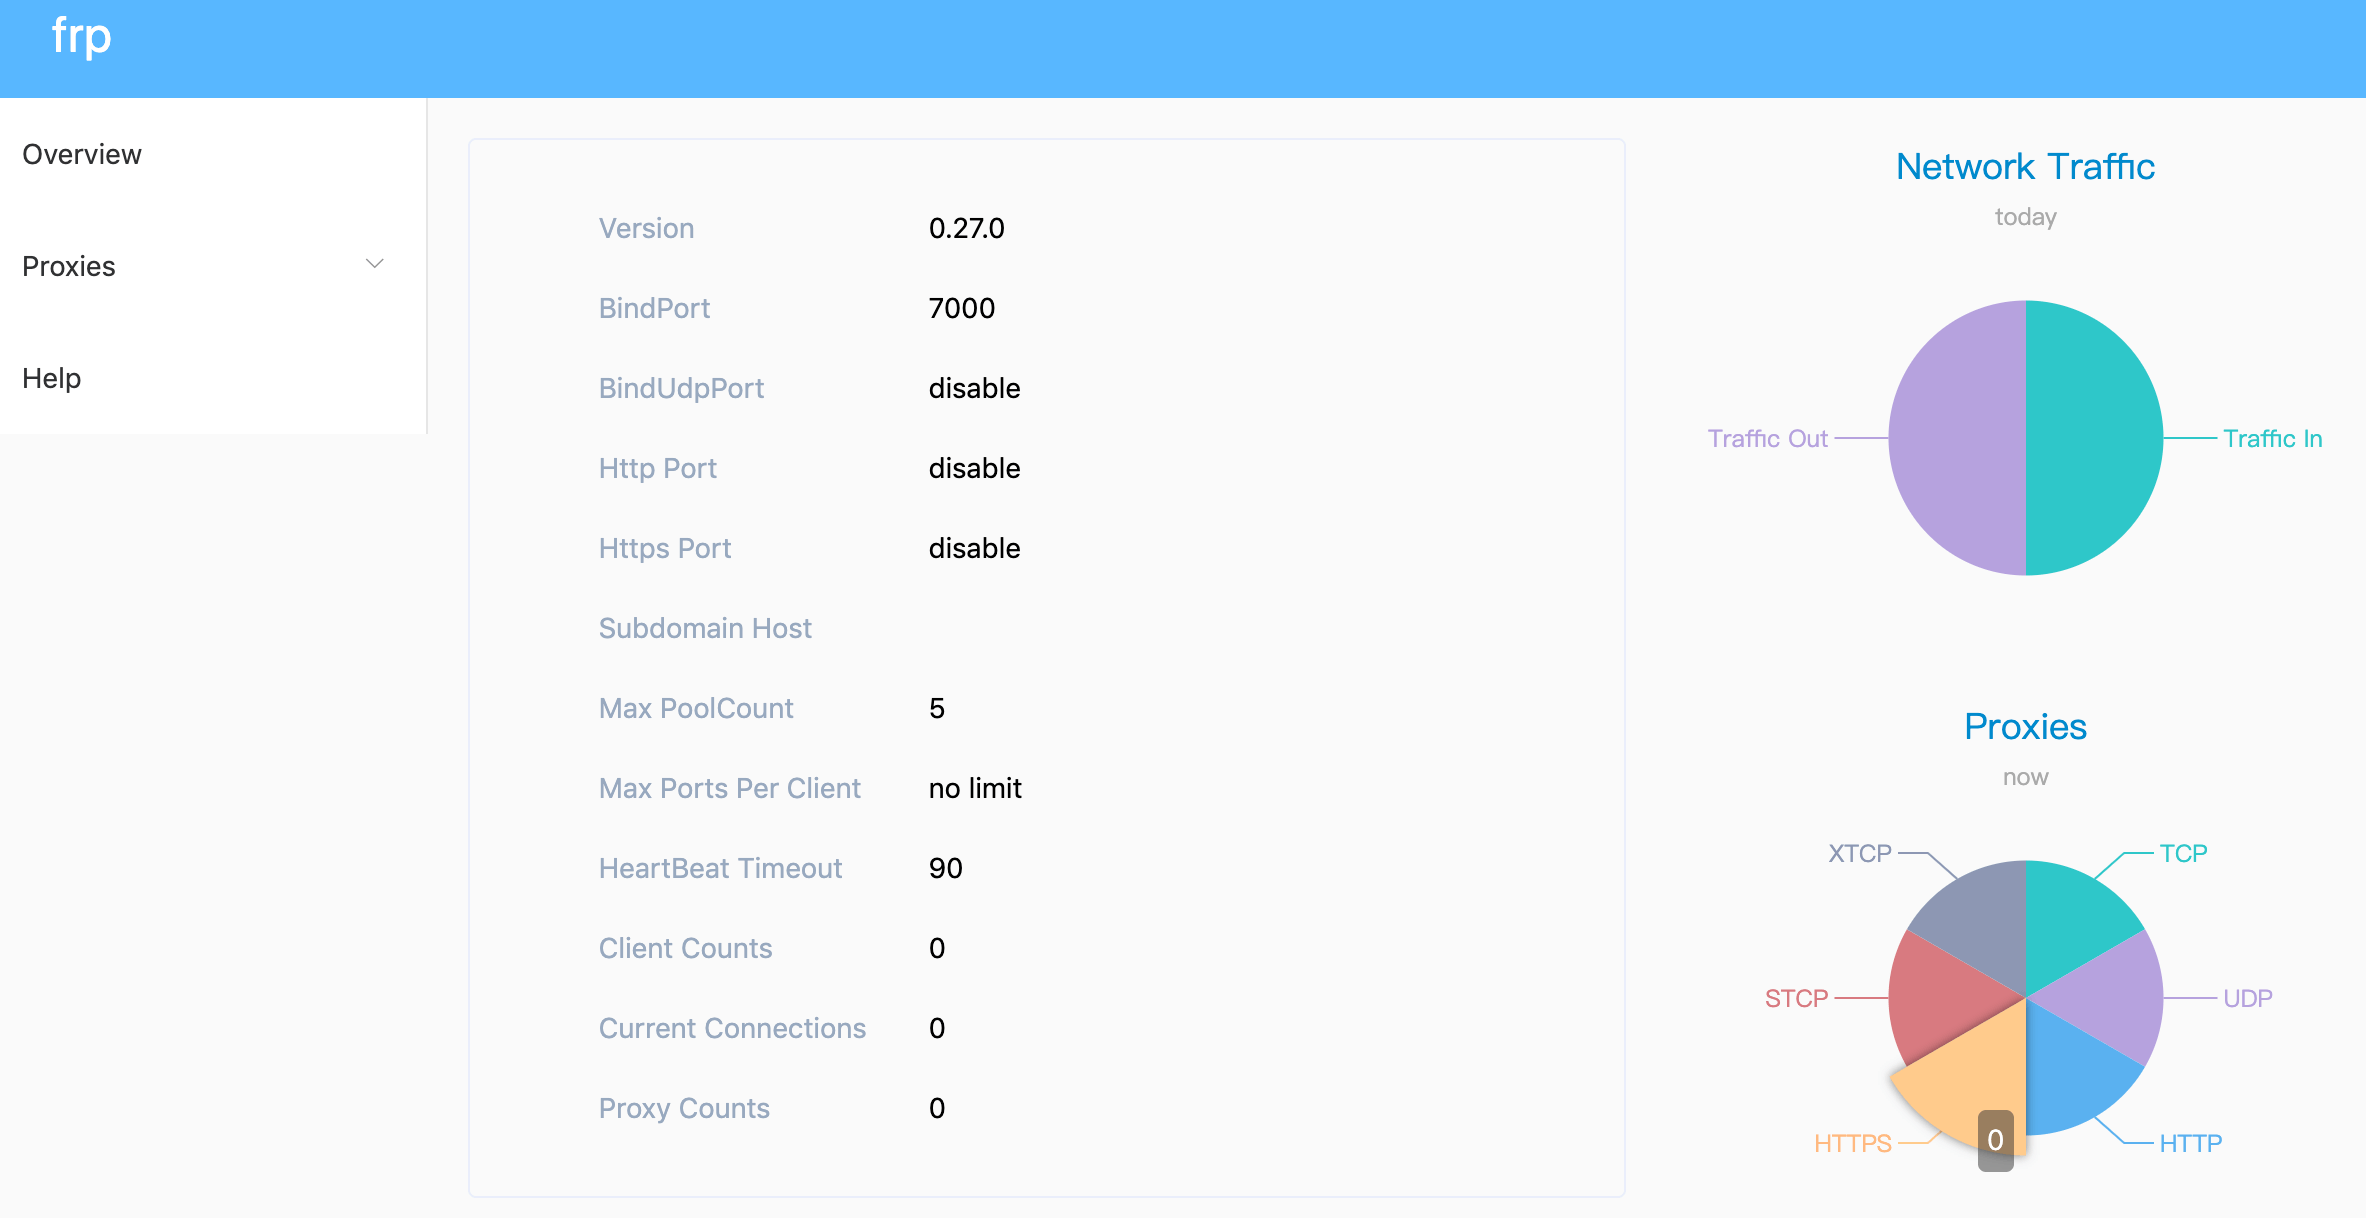 frp
Overview
Proxies
Help
Version 0.27.0
BindPort 7000
BindUdpPort disable
Http Port disable
Https Port disable
Subdomain Host
Max PoolCount 5
Max Ports Per Client no limit
HeartBeat Timeout 90
Client Counts 0
Current Connections 0
Proxy Counts 0
Network Traffic
today
Traffic Out Traffic In
Proxies
now
XTCP TCP
STCP UDP
HTTPS 0 HTTP